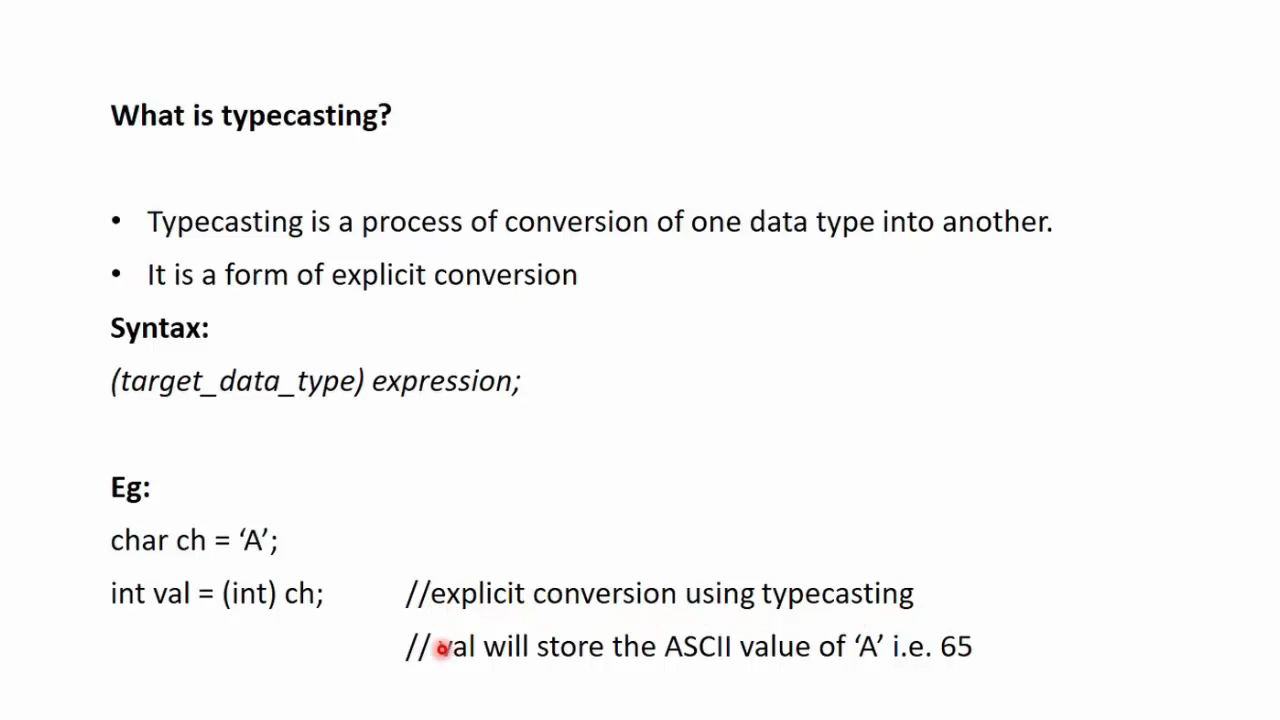 What is typecasting?
• Typecasting is a process of conversion of one data type into another.
• It is a form of explicit conversion
Syntax:
(target_data_type) expression;
Eg:
char ch = ‘A’;
int val = (int) ch; //explicit conversion using typecasting
// val will store the ASCII value of ‘A’ i.e. 65